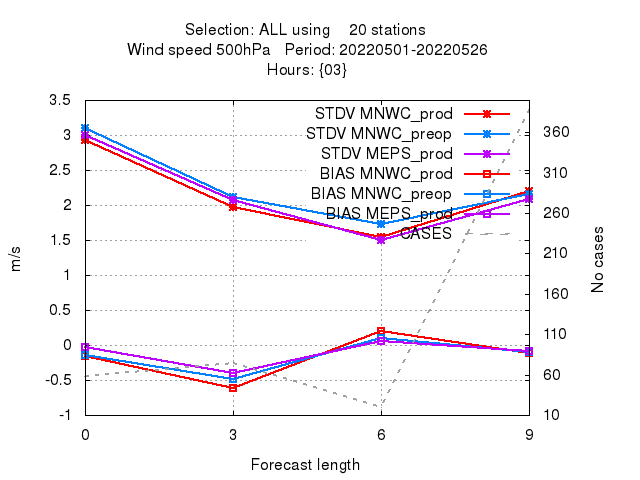 Selection: ALL using    20 stations
Wind speed 500hPa   Period: 20220501-20220526
Hours: {03}
3.5
3
2.5
2
1.5
1
0.5
0
-0.5
-1
m/s
STDV MNWC_prod
STDV MNWC_preop
STDV MEPS_prod
BIAS MNWC_prod
BIAS MNWC_preop
BIAS MEPS_prod
CASES
360
310
260
210
160
110
60
10
No cases
0
3
6
9
Forecast length